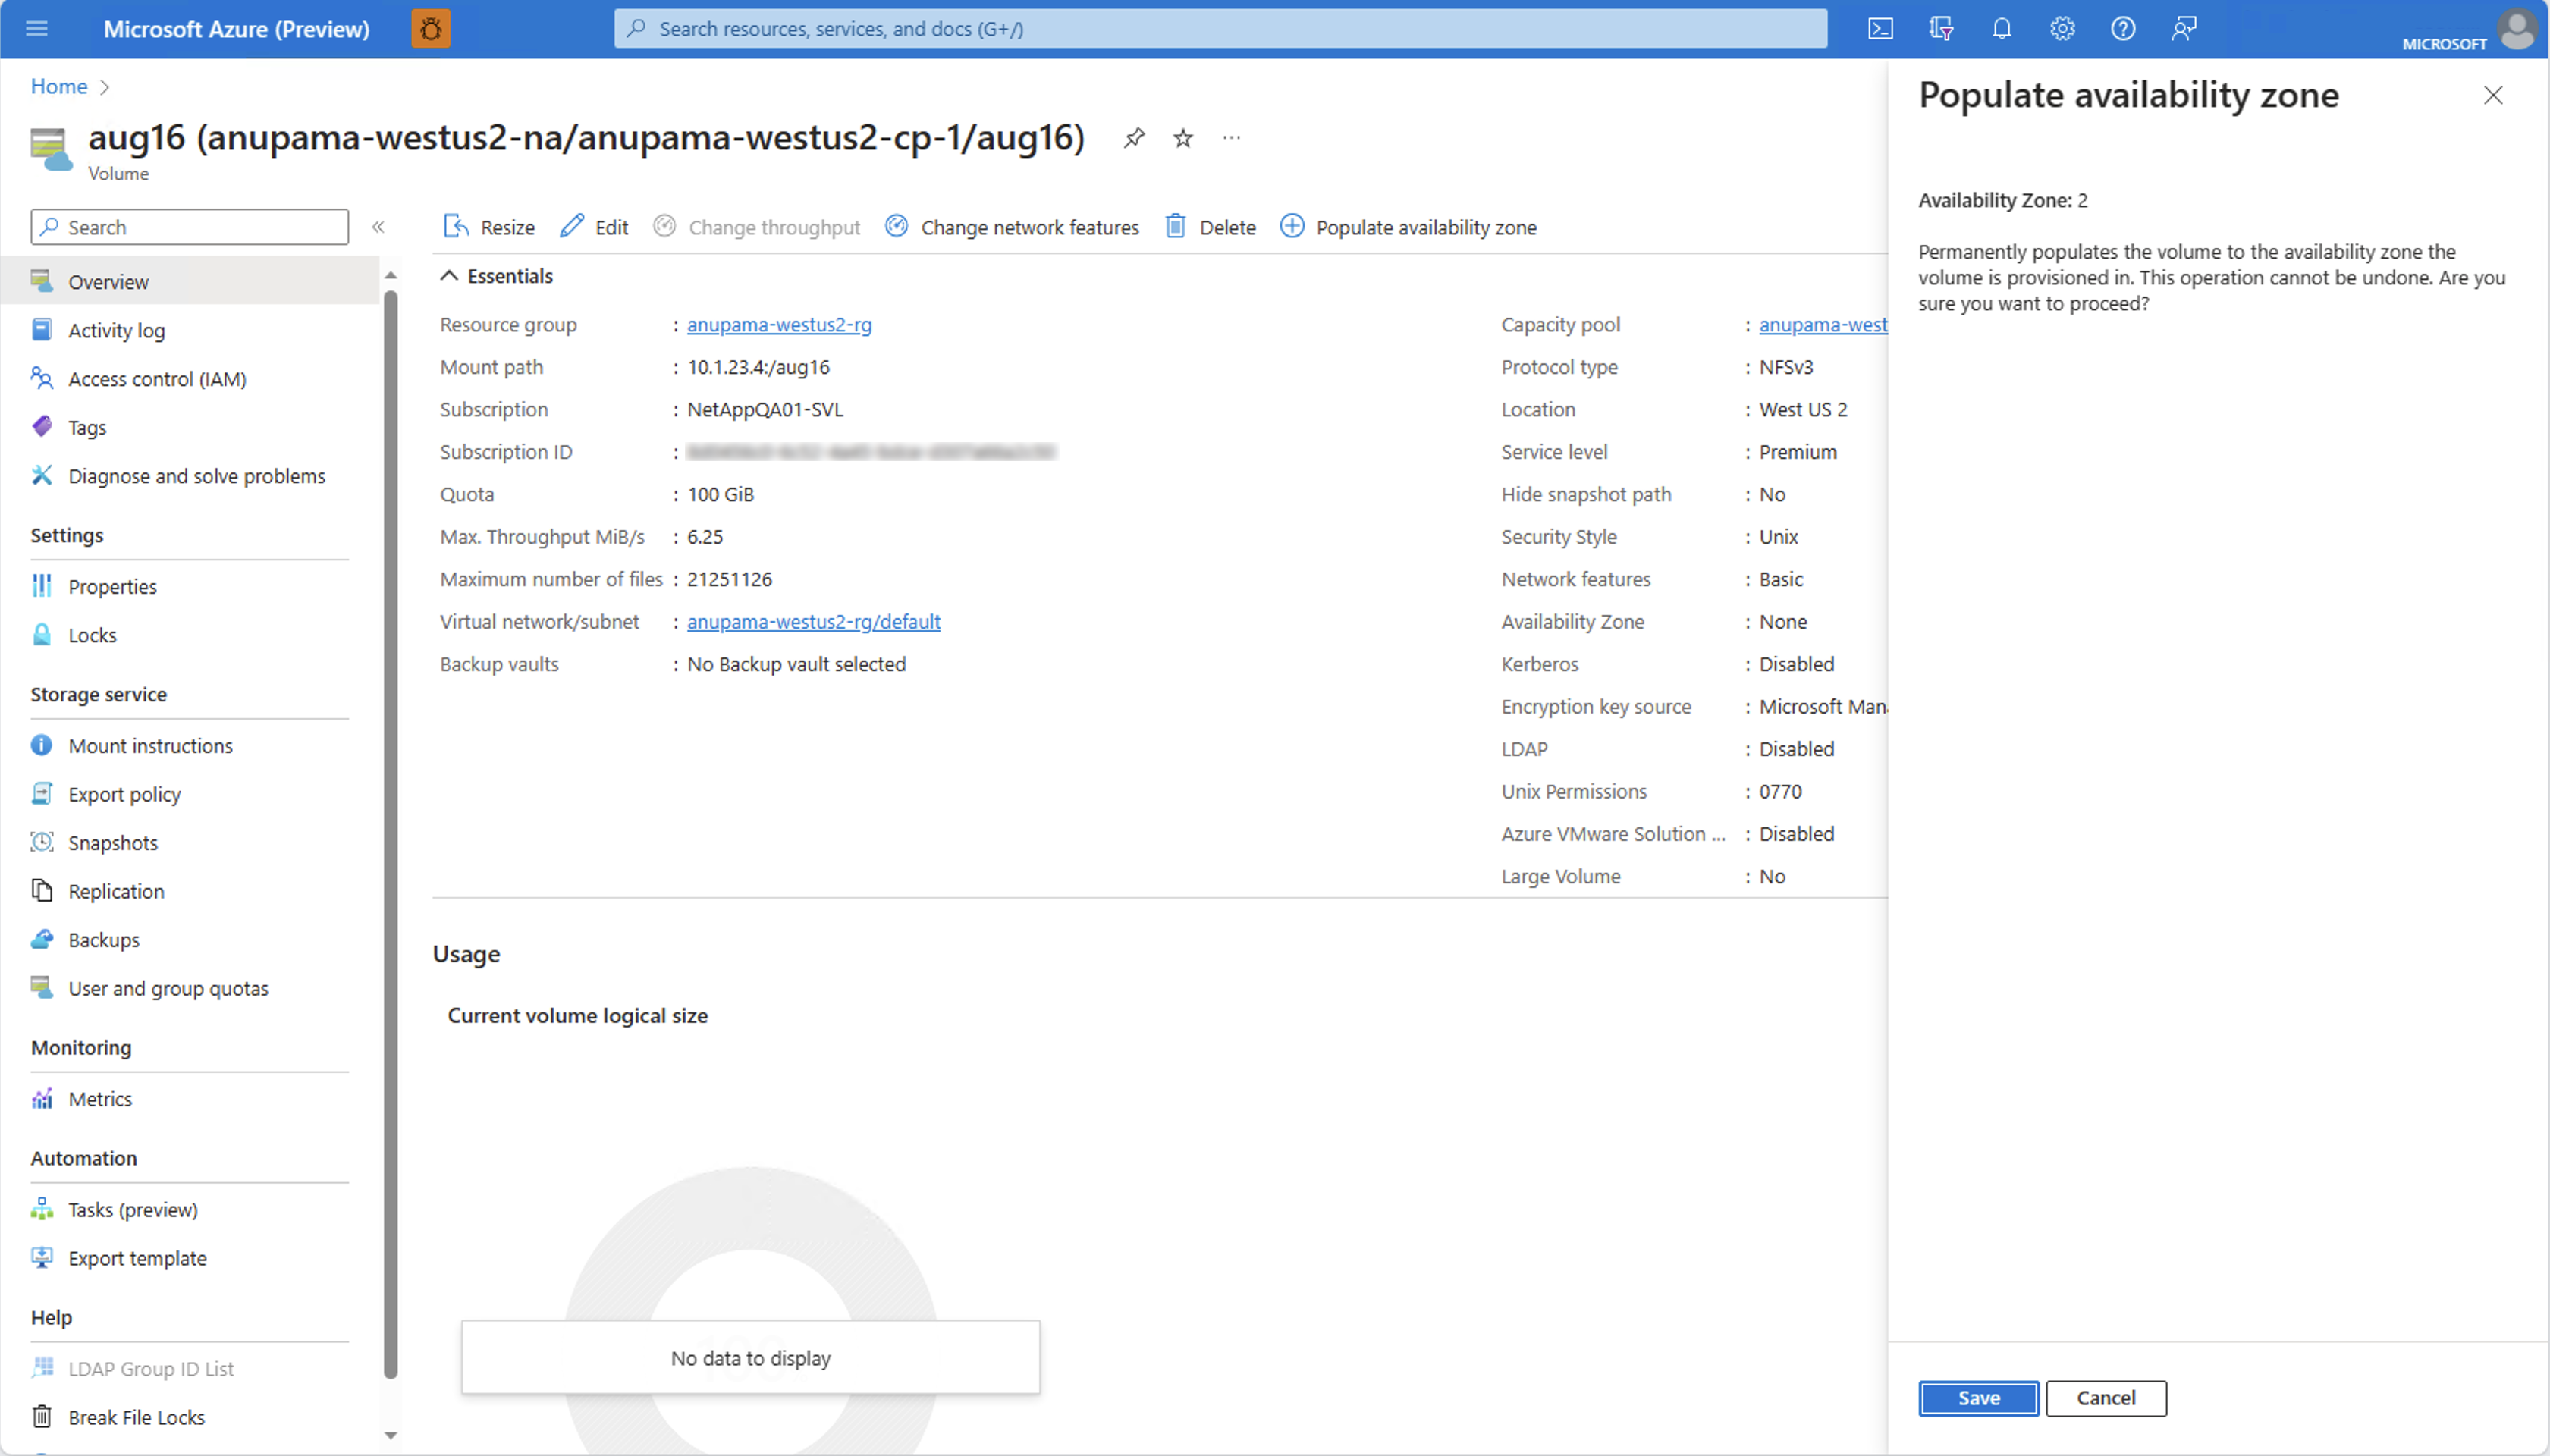 Microsoft Azure (Preview)
Search resources, services, and docs (G+/)
MICROSOFT
Home
aug16 (anupama-westus2-na/anupama-westus2-cp-1/aug16)
Volume
Search
Resize Edit Change throughput Change network features Delete Populate availability zone
Overview
Activity log
Access control (IAM)
Tags
Diagnose and solve problems
Settings
Properties
Locks
Storage service
Mount instructions
Export policy
Snapshots
Replication
Backups
User and group quotas
Monitoring
Metrics
Automation
Tasks (preview)
Export template
Help
LDAP Group ID List
Break File Locks
Essentials
Resource group : anupama-westus2-rg
Mount path : 10.1.23.4:/aug16
Subscription : NetAppQA01-SVL
Subscription ID :
Quota : 100 GiB
Max. Throughput MiB/s : 6.25
Maximum number of files : 21251126
Virtual network/subnet : anupama-westus2-rg/default
Backup vaults : No Backup vault selected
Capacity pool : anupama-west
Protocol type : NFSv3
Location : West US 2
Service level : Premium
Hide snapshot path : No
Security Style : Unix
Network features : Basic
Availability Zone : None
Kerberos : Disabled
Encryption key source : Microsoft Man
LDAP : Disabled
Unix Permissions : 0770
Azure VMware Solution ... : Disabled
Large Volume : No
Usage
Current volume logical size
No data to display
Populate availability zone
Availability Zone: 2
Permanently populates the volume to the availability zone the
volume is provisioned in. This operation cannot be undone. Are you
sure you want to proceed?
Save Cancel